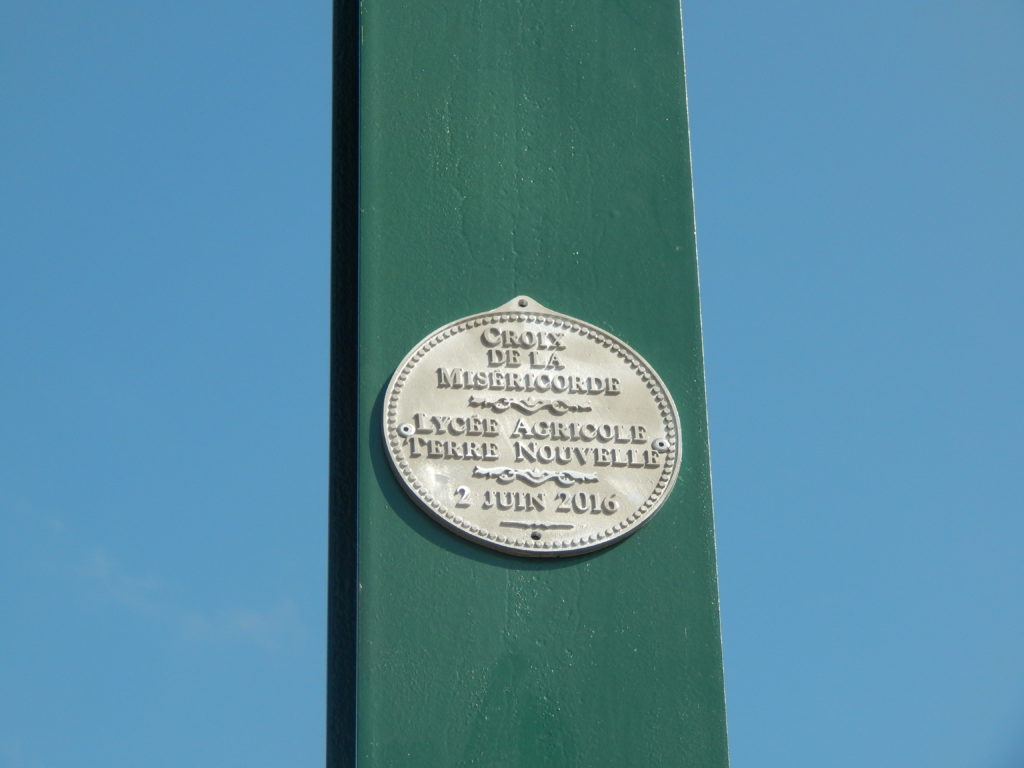 CROIX
DE LA
MISÉRICORDE
LYCÉE AGRICOLE
TERRE NOUVELLE
2 JUIN 2016